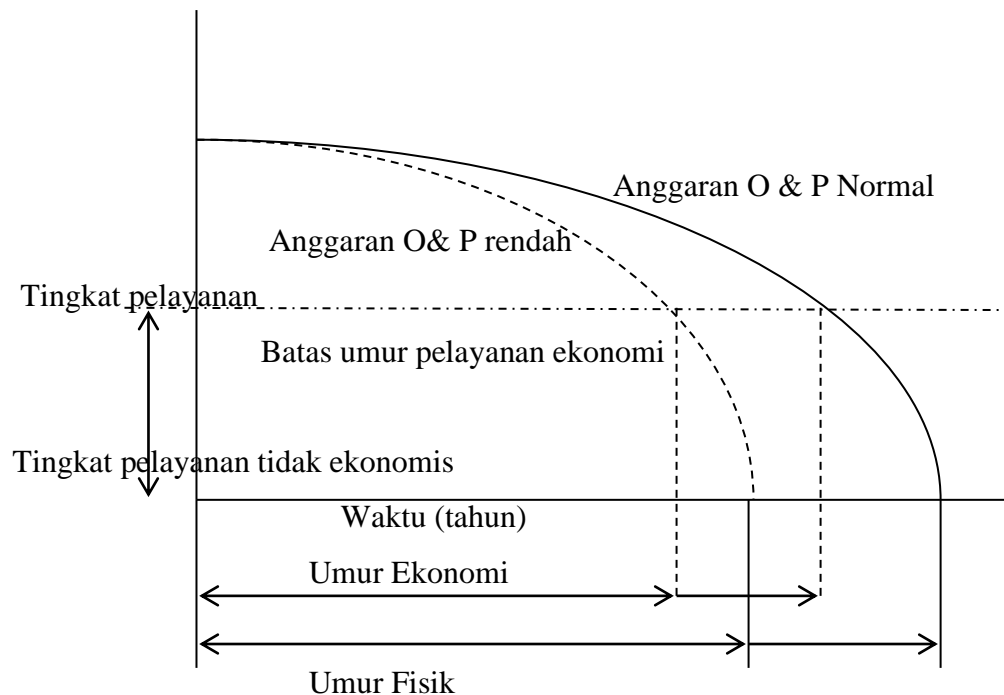 Anggaran O & P Normal
Anggaran O& P rendah
Tingkat pelayanan
Batas umur pelayanan ekonomi
Tingkat pelayanan tidak ekonomis
Waktu (tahun)
Umur Ekonomi
Umur Fisik